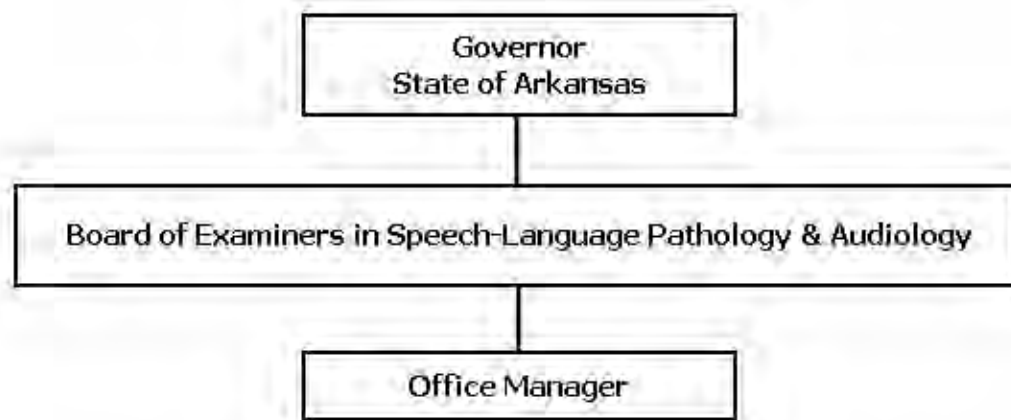 Governor
State of Arkansas
Board of Examiners in Speech-Language Pathology & Audiology
Office Manager